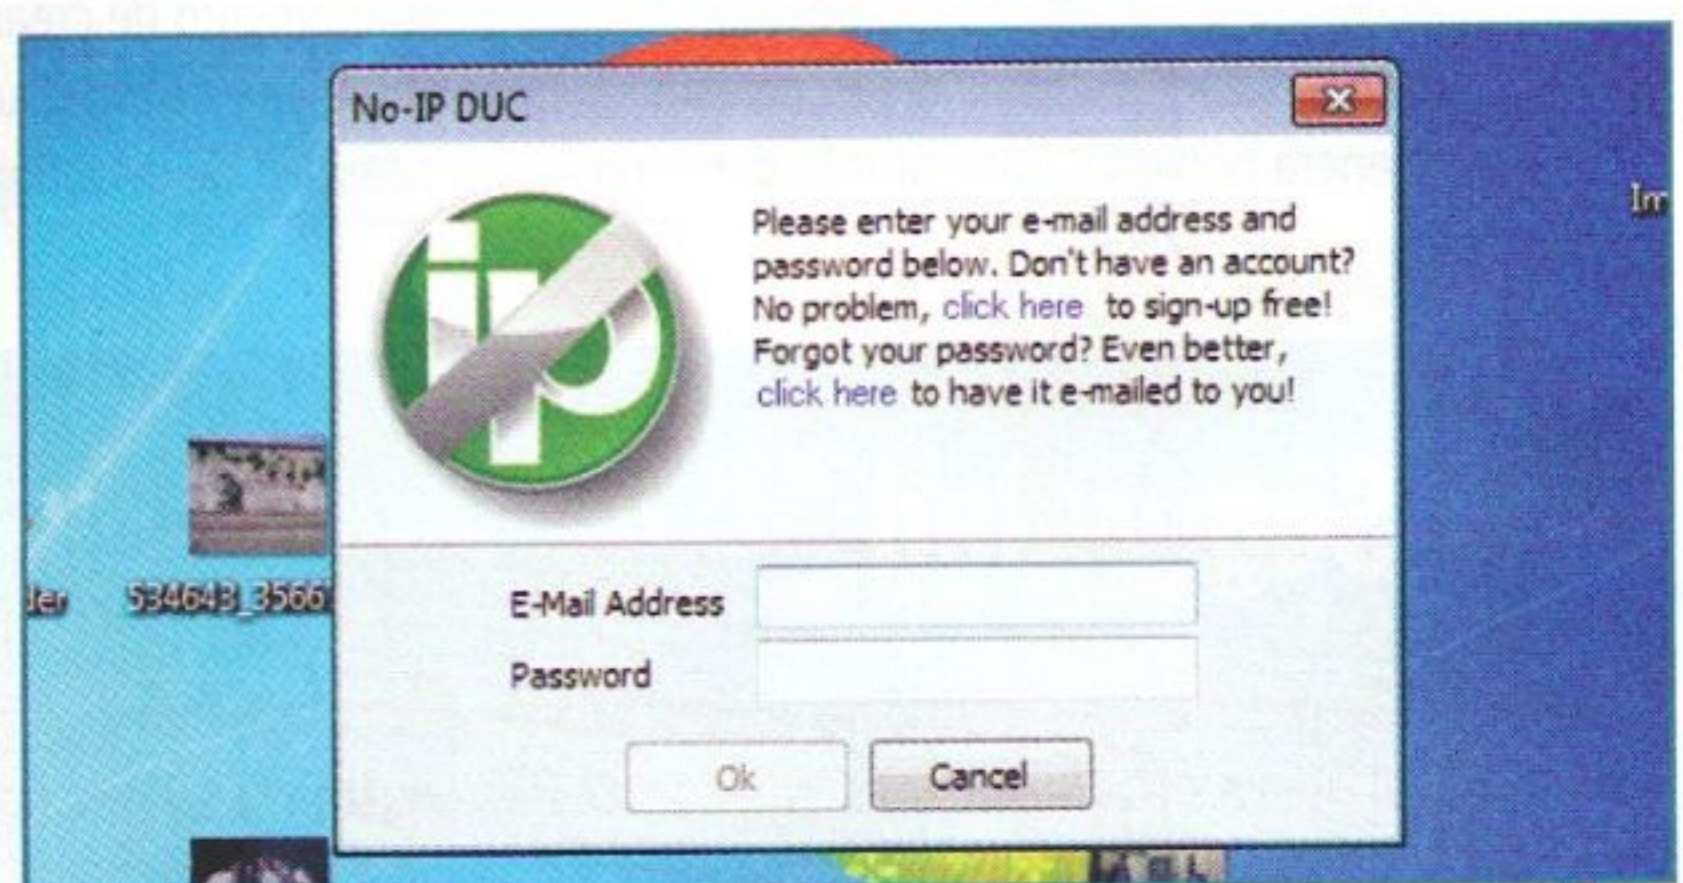 No-IP DUC
Please enter your e-mail address and
password below. Don't have an account?
No problem, click here to sign-up free!
Forgot your password? Even better,
click here to have it e-mailed to you!
ip
E-Mail Address
534643_3566
Password
Ok
Cancel